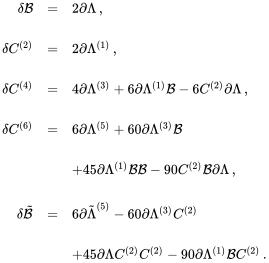 δℬ = 2∂Λ ,
δC⁽²⁾ = 2∂Λ⁽¹⁾ ,
δC⁽⁴⁾ = 4∂Λ⁽³⁾ + 6∂Λ⁽¹⁾ℬ − 6C⁽²⁾∂Λ ,
δC⁽⁶⁾ = 6∂Λ⁽⁵⁾ + 60∂Λ⁽³⁾ℬ
+45∂Λ⁽¹⁾ℬℬ − 90C⁽²⁾ℬ∂Λ ,
δℬ̃ = 6∂Λ̃⁽⁵⁾ − 60∂Λ⁽³⁾C⁽²⁾
+45∂ΛC⁽²⁾C⁽²⁾ − 90∂Λ⁽¹⁾ℬC⁽²⁾ .